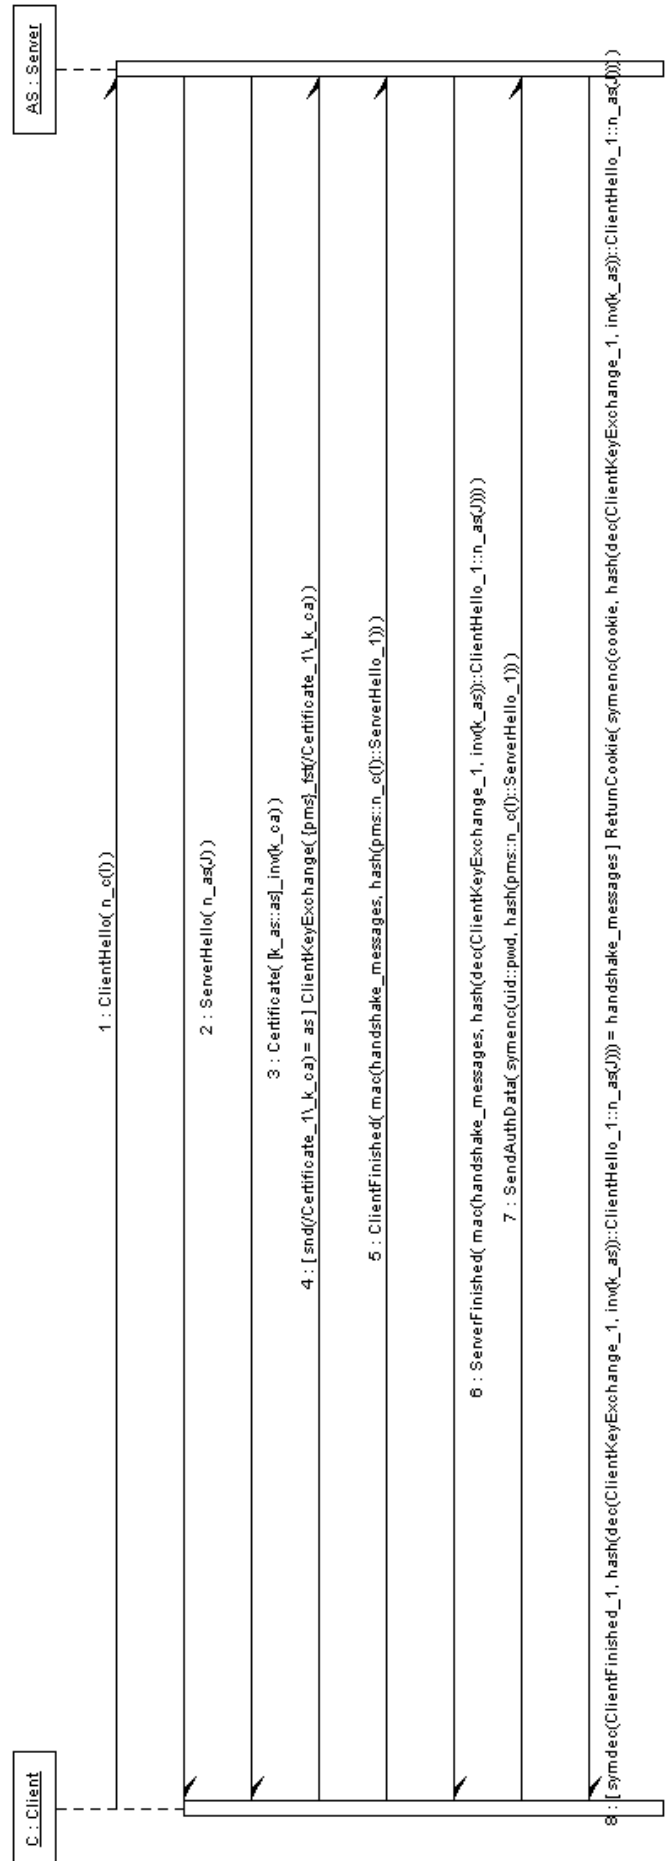 C : Client
AS : Server
1 : ClientHello( n_c(I) )
2 : ServerHello( n_as(J) )
3 : Certificate( [k_as::as]_inv(k_ca) )
4 : [ snd(/Certificate_1\_k_ca) = as ] ClientKeyExchange( {pms}_fst(/Certificate_1\_k_ca) )
5 : ClientFinished( mac(handshake_messages, hash(pms::n_c(I)::ServerHello_1)) )
6 : ServerFinished( mac(handshake_messages, hash(dec(ClientKeyExchange_1, inv(k_as))::ClientHello_1::n_as(J))) )
7 : SendAuthData( symenc(uid::pwd, hash(pms::n_c(I)::ServerHello_1)) )
8 : [ symdec(ClientFinished_1, hash(dec(ClientKeyExchange_1, inv(k_as))::ClientHello_1::n_as(J))) = handshake_messages ] ReturnCookie( symenc(cookie, hash(dec(ClientKeyExchange_1, inv(k_as))::ClientHello_1::n_as(J))) )